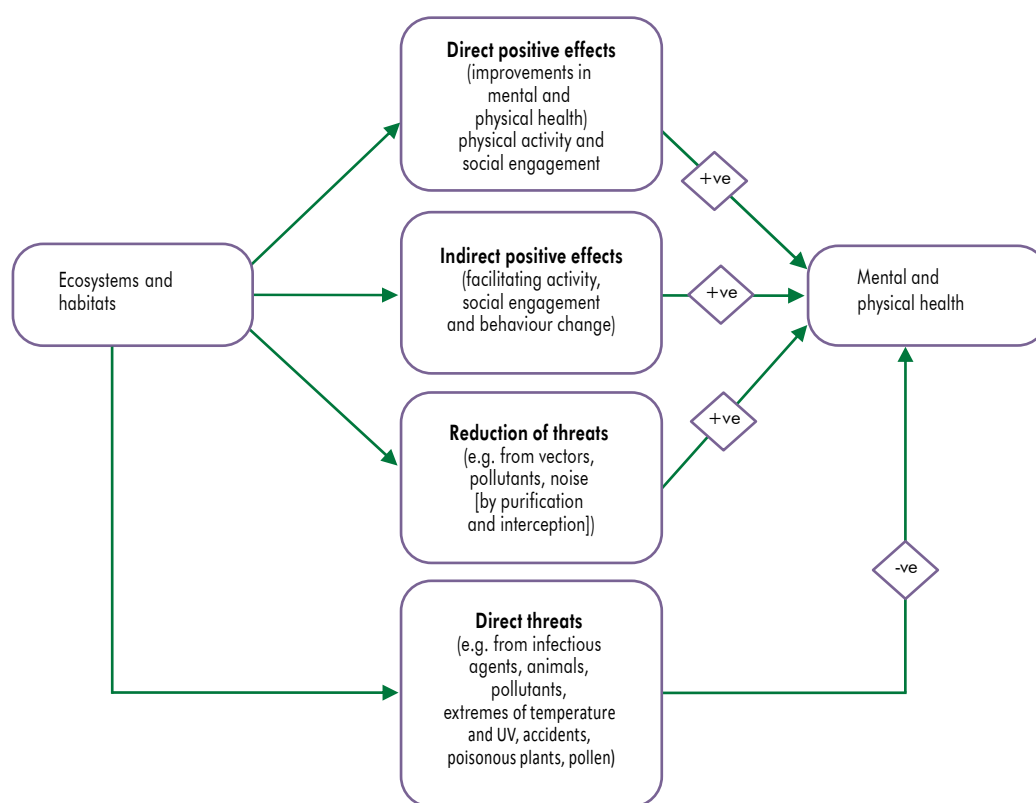 Direct positive effects
(improvements in
mental and
physical health)
physical activity and
social engagement
+ve
Ecosystems and
habitats
Indirect positive effects
(facilitating activity,
social engagement
and behaviour change)
+ve
Mental and
physical health
Reduction of threats
(e.g. from vectors,
pollutants, noise
[by purification
and interception])
+ve
Direct threats
(e.g. from infectious
agents, animals,
pollutants,
extremes of temperature
and UV, accidents,
poisonous plants, pollen)
-ve